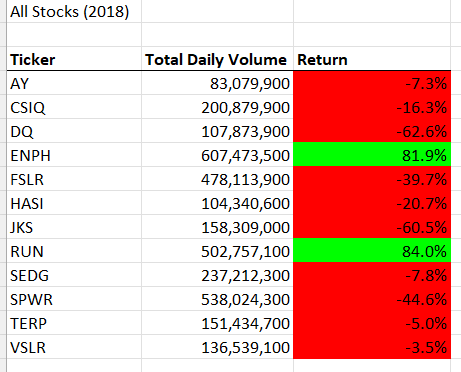 All Stocks (2018)
Ticker Total Daily Volume Return
AY 83,079,900 -7.3%
CSIQ 200,879,900 -16.3%
DQ 107,873,900 -62.6%
ENPH 607,473,500 81.9%
FSLR 478,113,900 -39.7%
HASI 104,340,600 -20.7%
JKS 158,309,000 -60.5%
RUN 502,757,100 84.0%
SEDG 237,212,300 -7.8%
SPWR 538,024,300 -44.6%
TERP 151,434,700 -5.0%
VSLR 136,539,100 -3.5%